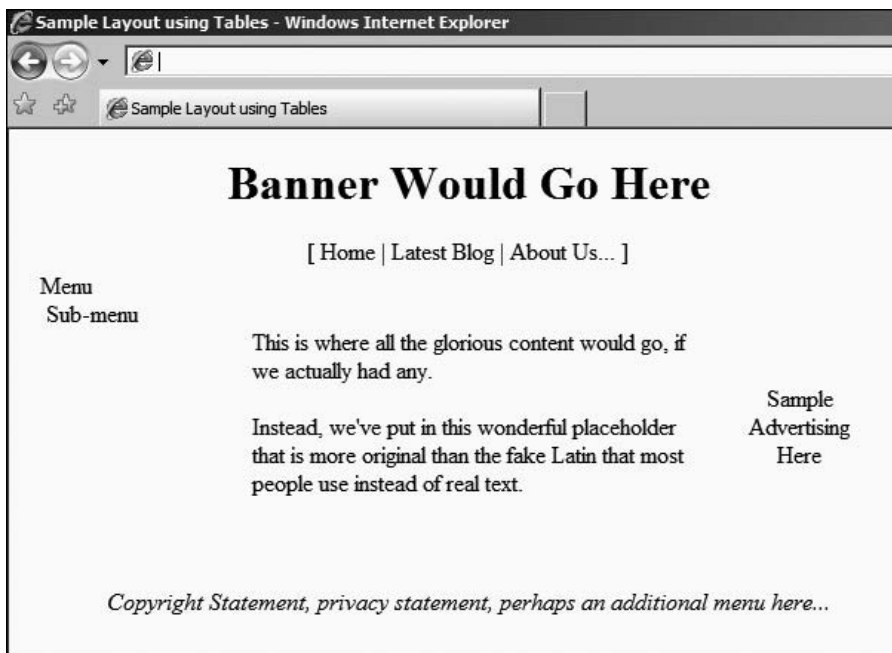 Sample Layout using Tables - Windows Internet Explorer
Sample Layout using Tables
Banner Would Go Here
[ Home | Latest Blog | About Us... ]
Menu
Sub-menu
This is where all the glorious content would go, if
we actually had any.
Instead, we've put in this wonderful placeholder
that is more original than the fake Latin that most
people use instead of real text.
Sample
Advertising
Here
Copyright Statement, privacy statement, perhaps an additional menu here...